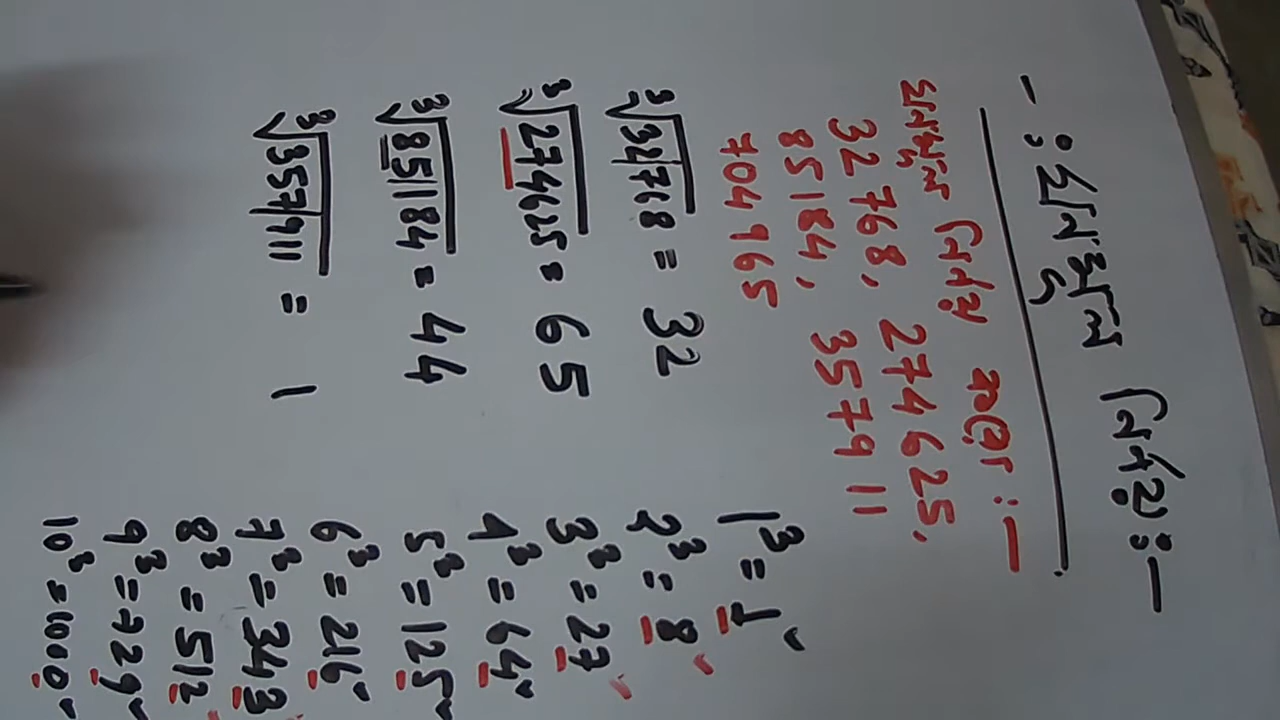 -: ঘনমূল নির্ণয় :-
ঘনমূল নির্ণয় করো :-
32768, 274625,
85184, 357911
704965
∛32768 = 32
∛274625 = 65
∛85184 = 44
∛357911 = 1
1³ = 1
2³ = 8
3³ = 27
4³ = 64
5³ = 125
6³ = 216
7³ = 343
8³ = 512
9³ = 729
10³ = 1000